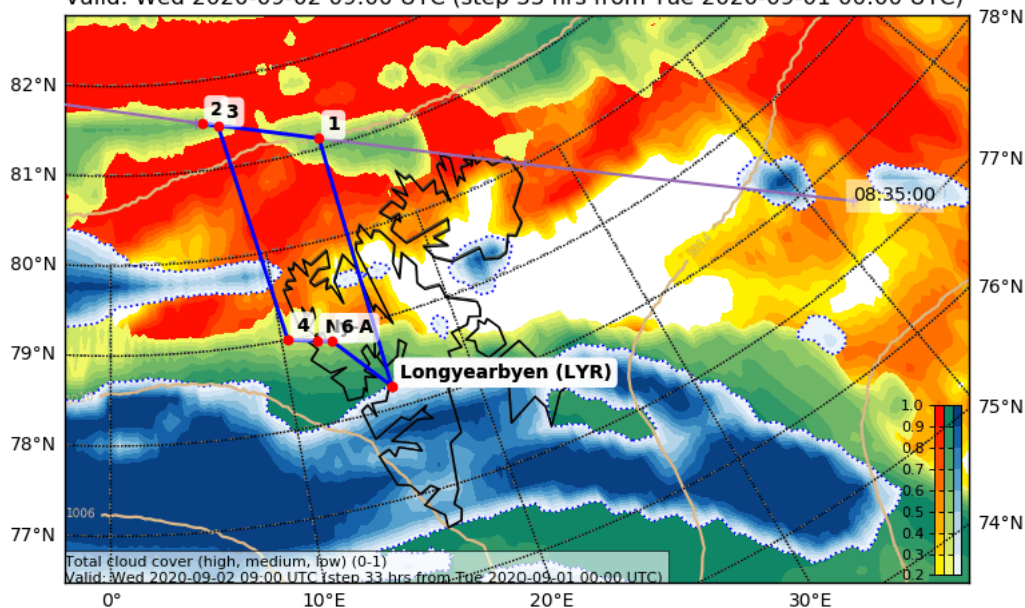 Valid: Wed 2020-09-02 09:00 UTC (step 33 hrs from Tue 2020-09-01 00:00 UTC)
78°N
82°N
2 3
1
77°N
81°N
08:35:00
80°N
76°N
4 N6 A
79°N
Longyearbyen (LYR)
75°N
1.0
0.9
0.8
0.7
0.6
0.5
0.4
0.3
0.2
78°N
74°N
1006
77°N
Total cloud cover (high, medium, low) (0-1)
Valid: Wed 2020-09-02 09:00 UTC (step 33 hrs from Tue 2020-09-01 00:00 UTC)
0°
10°E
20°E
30°E